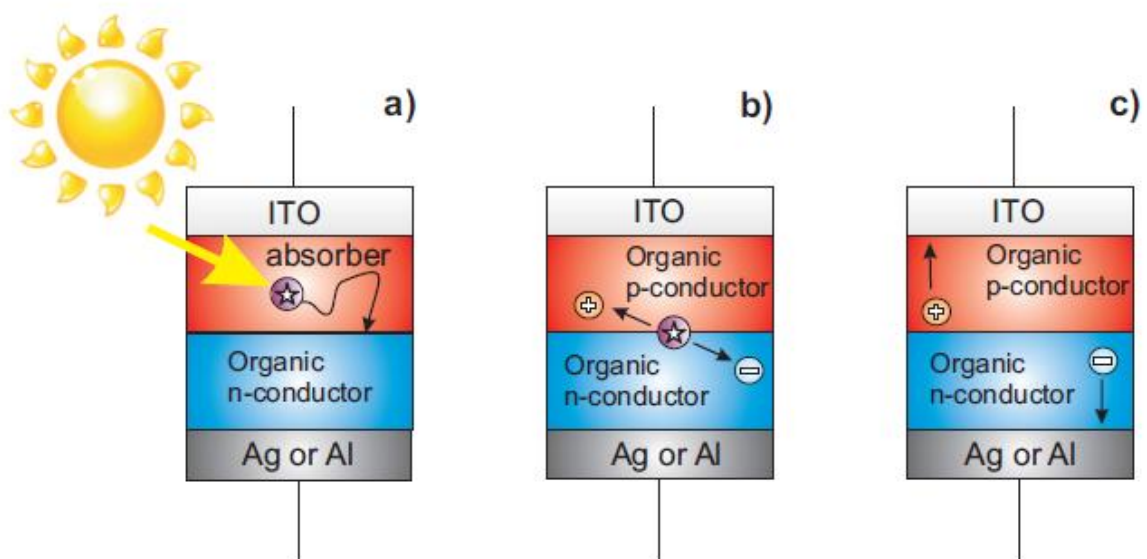 a)
ITO
absorber
Organic
n-conductor
Ag or Al
b)
ITO
Organic
p-conductor
Organic
n-conductor
Ag or Al
c)
ITO
Organic
p-conductor
Organic
n-conductor
Ag or Al